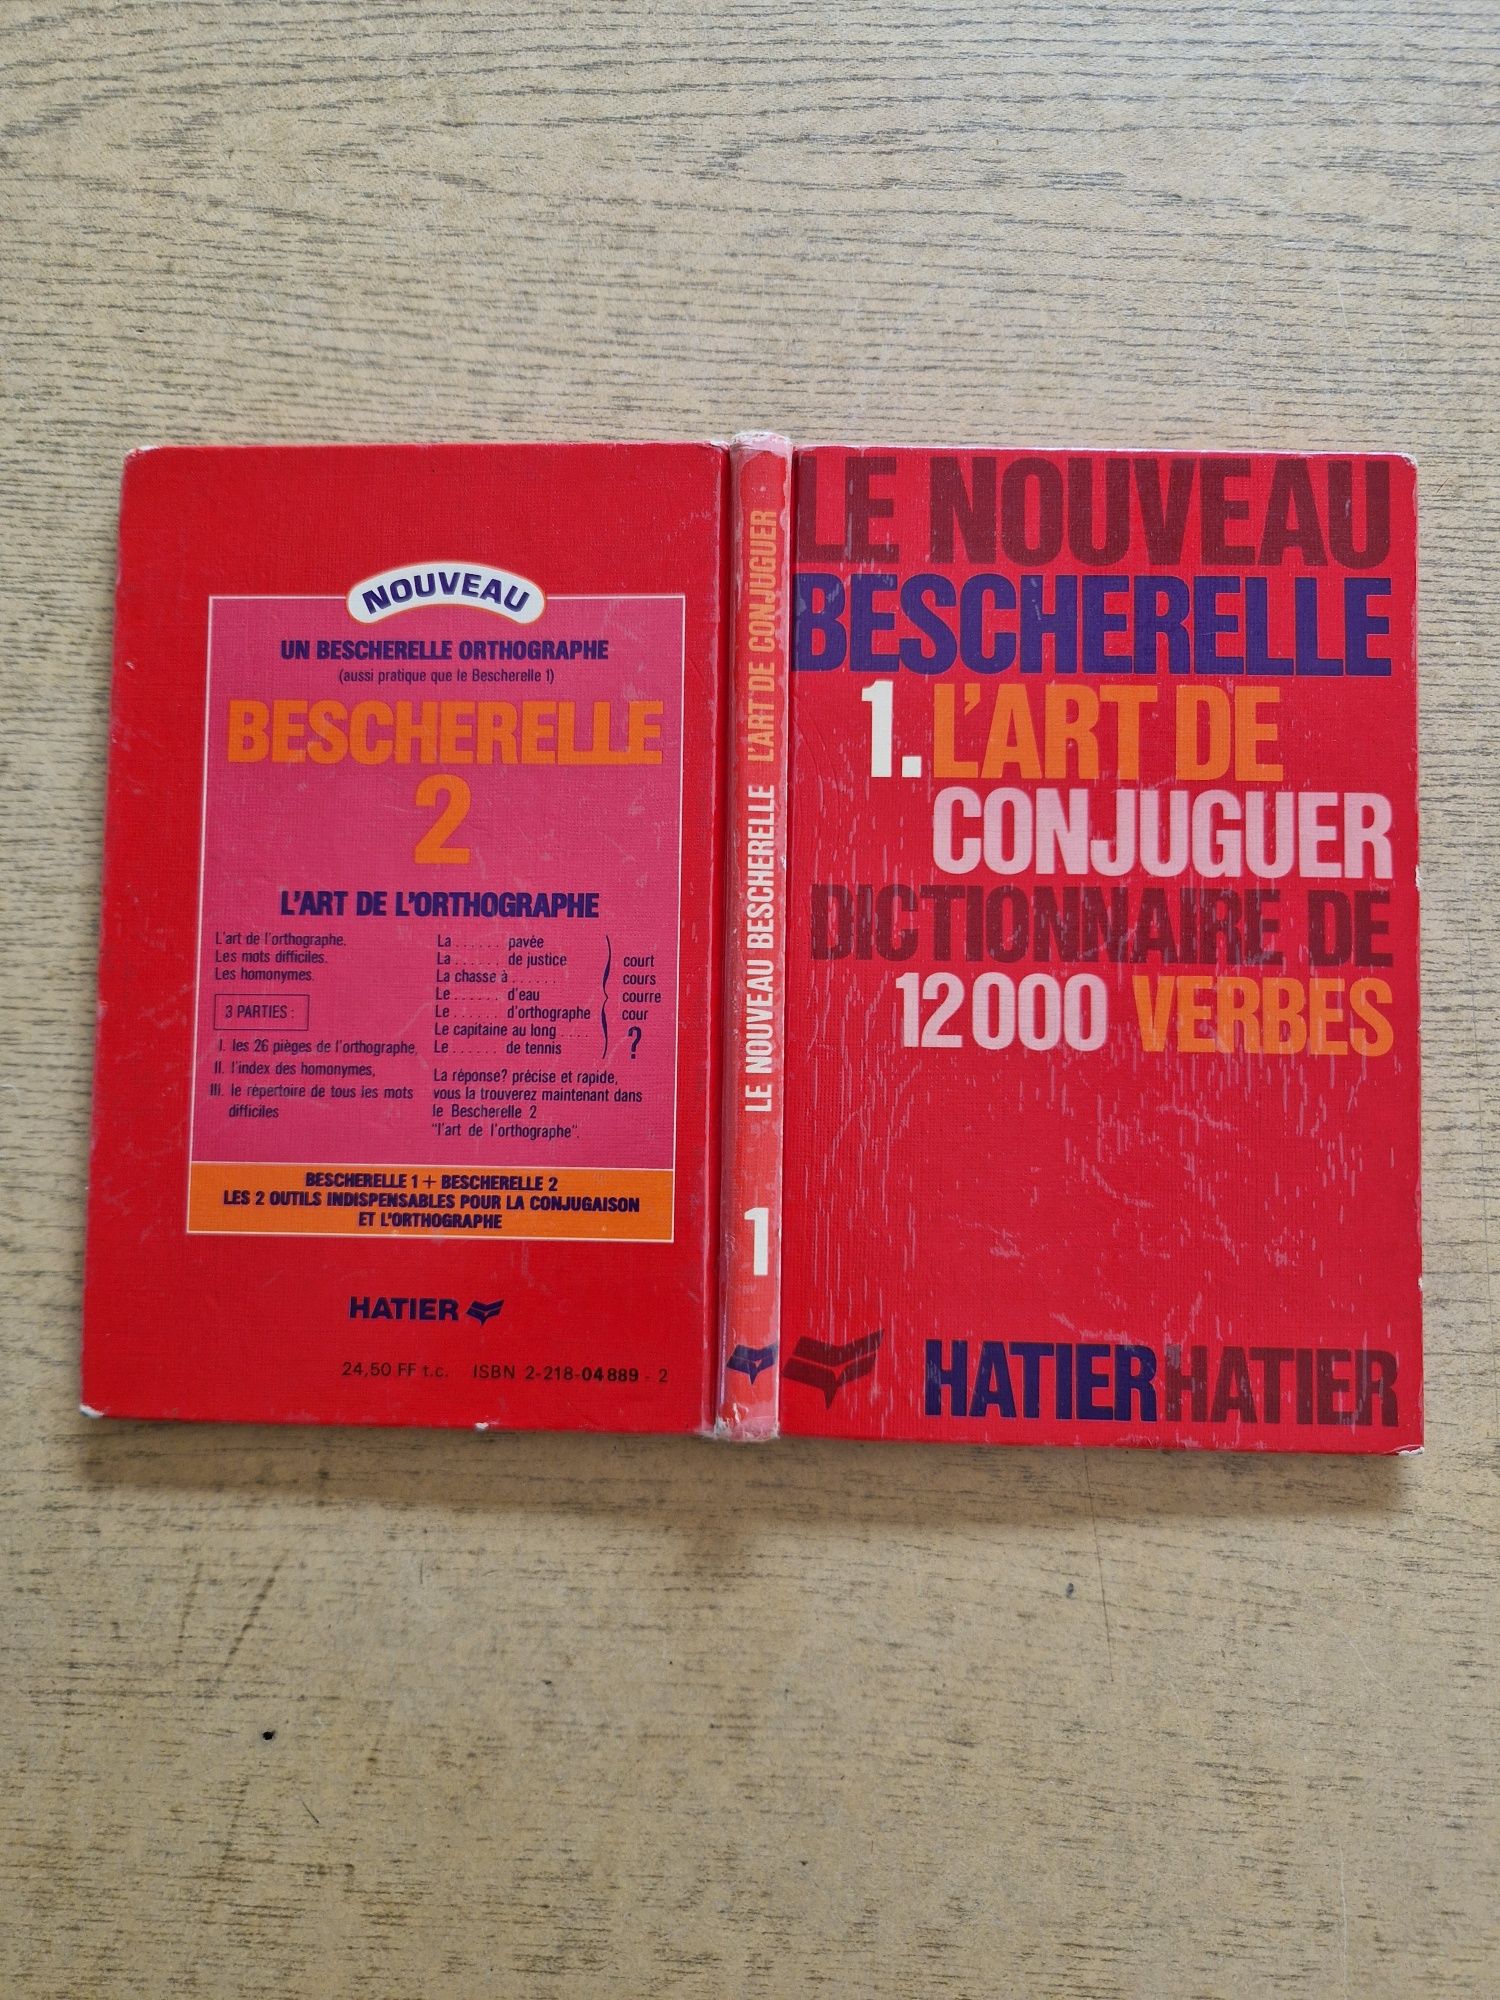 NOUVEAU
UN BESCHERELLE ORTHOGRAPHE
(aussi pratique que le Bescherelle 1)
BESCHERELLE
2
L'ART DE L'ORTHOGRAPHE
L'art de l'orthographe.
Les mots difficiles.
Les homonymes.
3 PARTIES :
I. les 26 pièges de l'orthographe,
II. l'index des homonymes,
III. le répertoire de tous les mots
difficiles
La ...... pavée
La ...... de justice
La chasse à ......
Le ...... d'eau
Le ...... d'orthographe
Le capitaine au long ....
Le ...... de tennis
court
cours
courre
cour
?
La réponse? précise et rapide,
vous la trouverez maintenant dans
le Bescherelle 2
"l'art de l'orthographe".
BESCHERELLE 1 + BESCHERELLE 2
LES 2 OUTILS INDISPENSABLES POUR LA CONJUGAISON
ET L'ORTHOGRAPHE
HATIER
24,50 FF t.c. ISBN 2-218-04889-2
LE NOUVEAU BESCHERELLE L'ART DE CONJUGUER
1
LE NOUVEAU
BESCHERELLE
1. L'ART DE
CONJUGUER
DICTIONNAIRE DE
12000 VERBES
HATIER HATIER